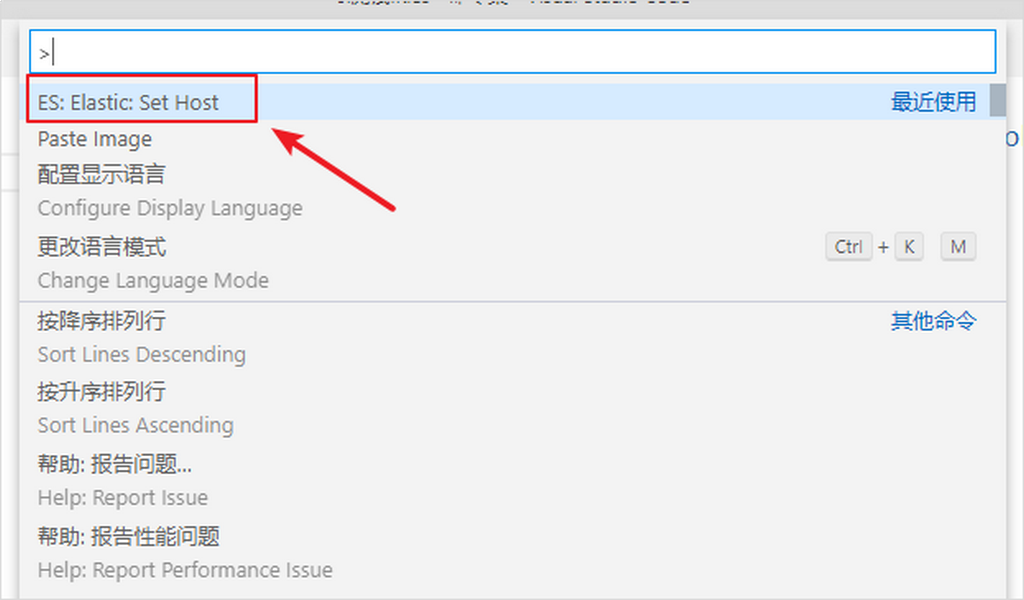 >
ES: Elastic: Set Host
最近使用
Paste Image
配置显示语言
Configure Display Language
更改语言模式
Ctrl + K M
Change Language Mode
按降序排列行
其他命令
Sort Lines Descending
按升序排列行
Sort Lines Ascending
帮助: 报告问题...
Help: Report Issue
帮助: 报告性能问题
Help: Report Performance Issue